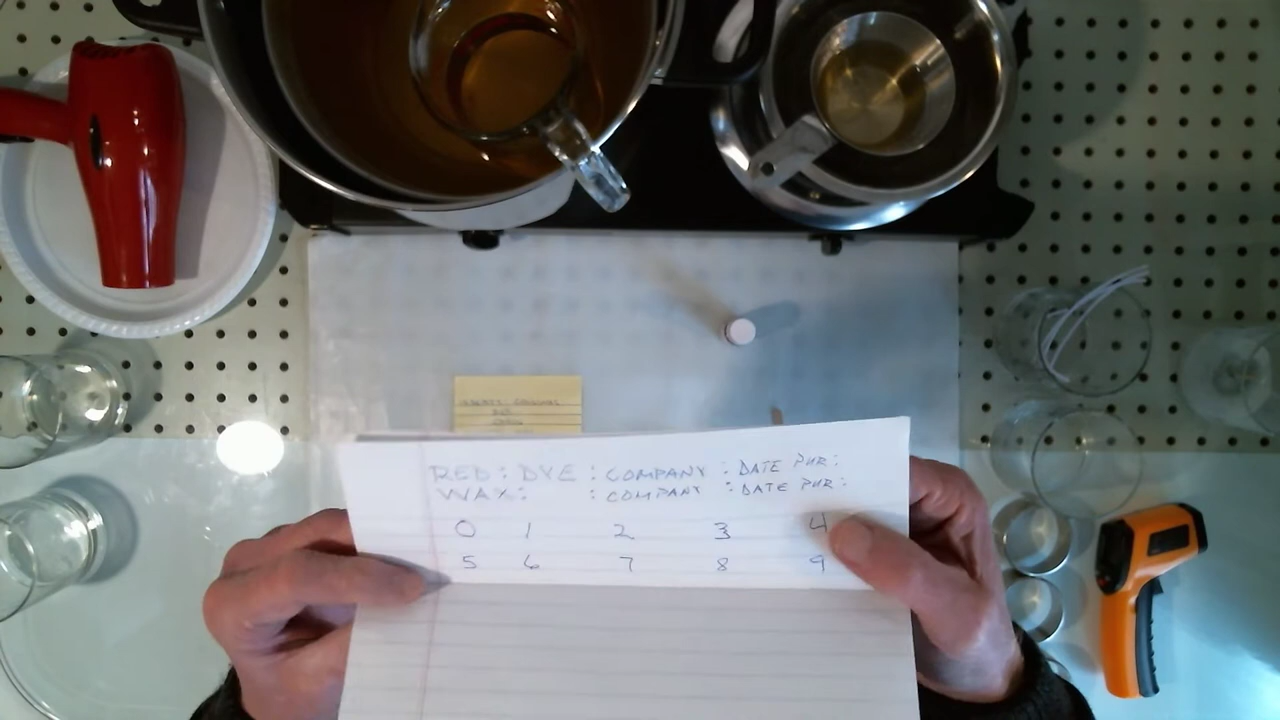 RED: DYE: COMPANY: DATE PUR:
WAX: : COMPANY: DATE PUR:
0 1 2 3 4
5 6 7 8 9